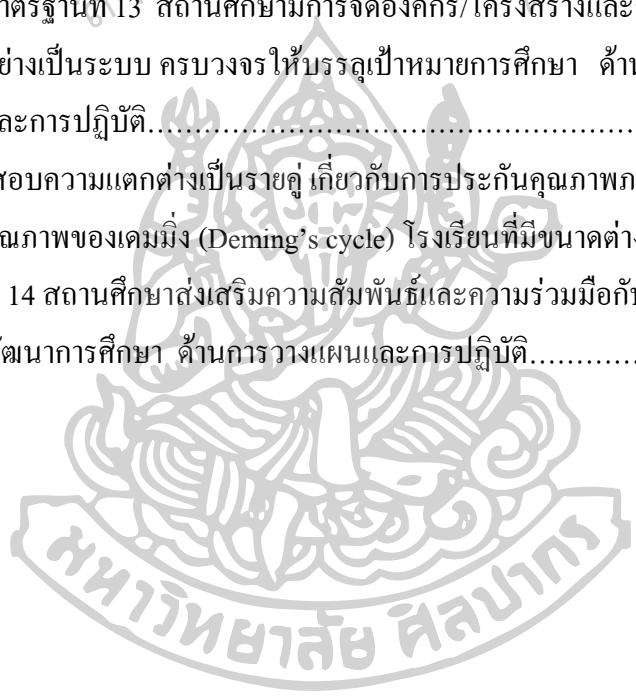 มาตรฐานที่ 13 สถานศึกษามีการจัดองค์กร/โครงสร้างและ
ย่างเป็นระบบ ครบวงจรให้บรรลุเป้าหมายการศึกษา ด้าน
ละการปฏิบัติ……………………………………………
สอบความแตกต่างเป็นรายคู่ เกี่ยวกับการประกันคุณภาพภ
คุณภาพของเดมมิ่ง (Deming's cycle) โรงเรียนที่มีขนาดต่าง
14 สถานศึกษาส่งเสริมความสัมพันธ์และความร่วมมือกับ
ัฒนาการศึกษา ด้านการวางแผนและการปฏิบัติ…………
มหาวิทยาลัย ศิลปากร